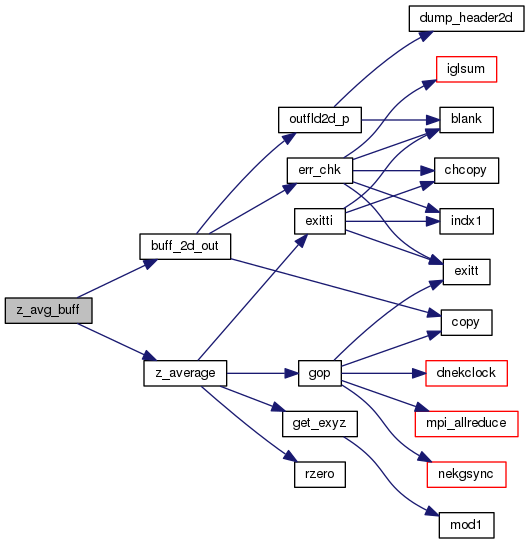 dump_header2d
iglsum
outfld2d_p
blank
err_chk
chcopy
exitti
indx1
buff_2d_out
exitt
z_avg_buff
copy
z_average
gop
dnekclock
get_exyz
mpi_allreduce
rzero
nekgsync
mod1